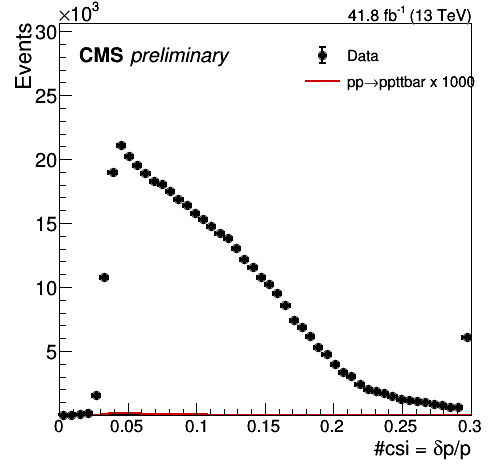 ×10³
41.8 fb⁻¹ (13 TeV)
Events
CMS preliminary
Data
pp→ppttbar x 1000
30
25
20
15
10
5
0 0.05 0.1 0.15 0.2 0.25 0.3
#csi = δp/p